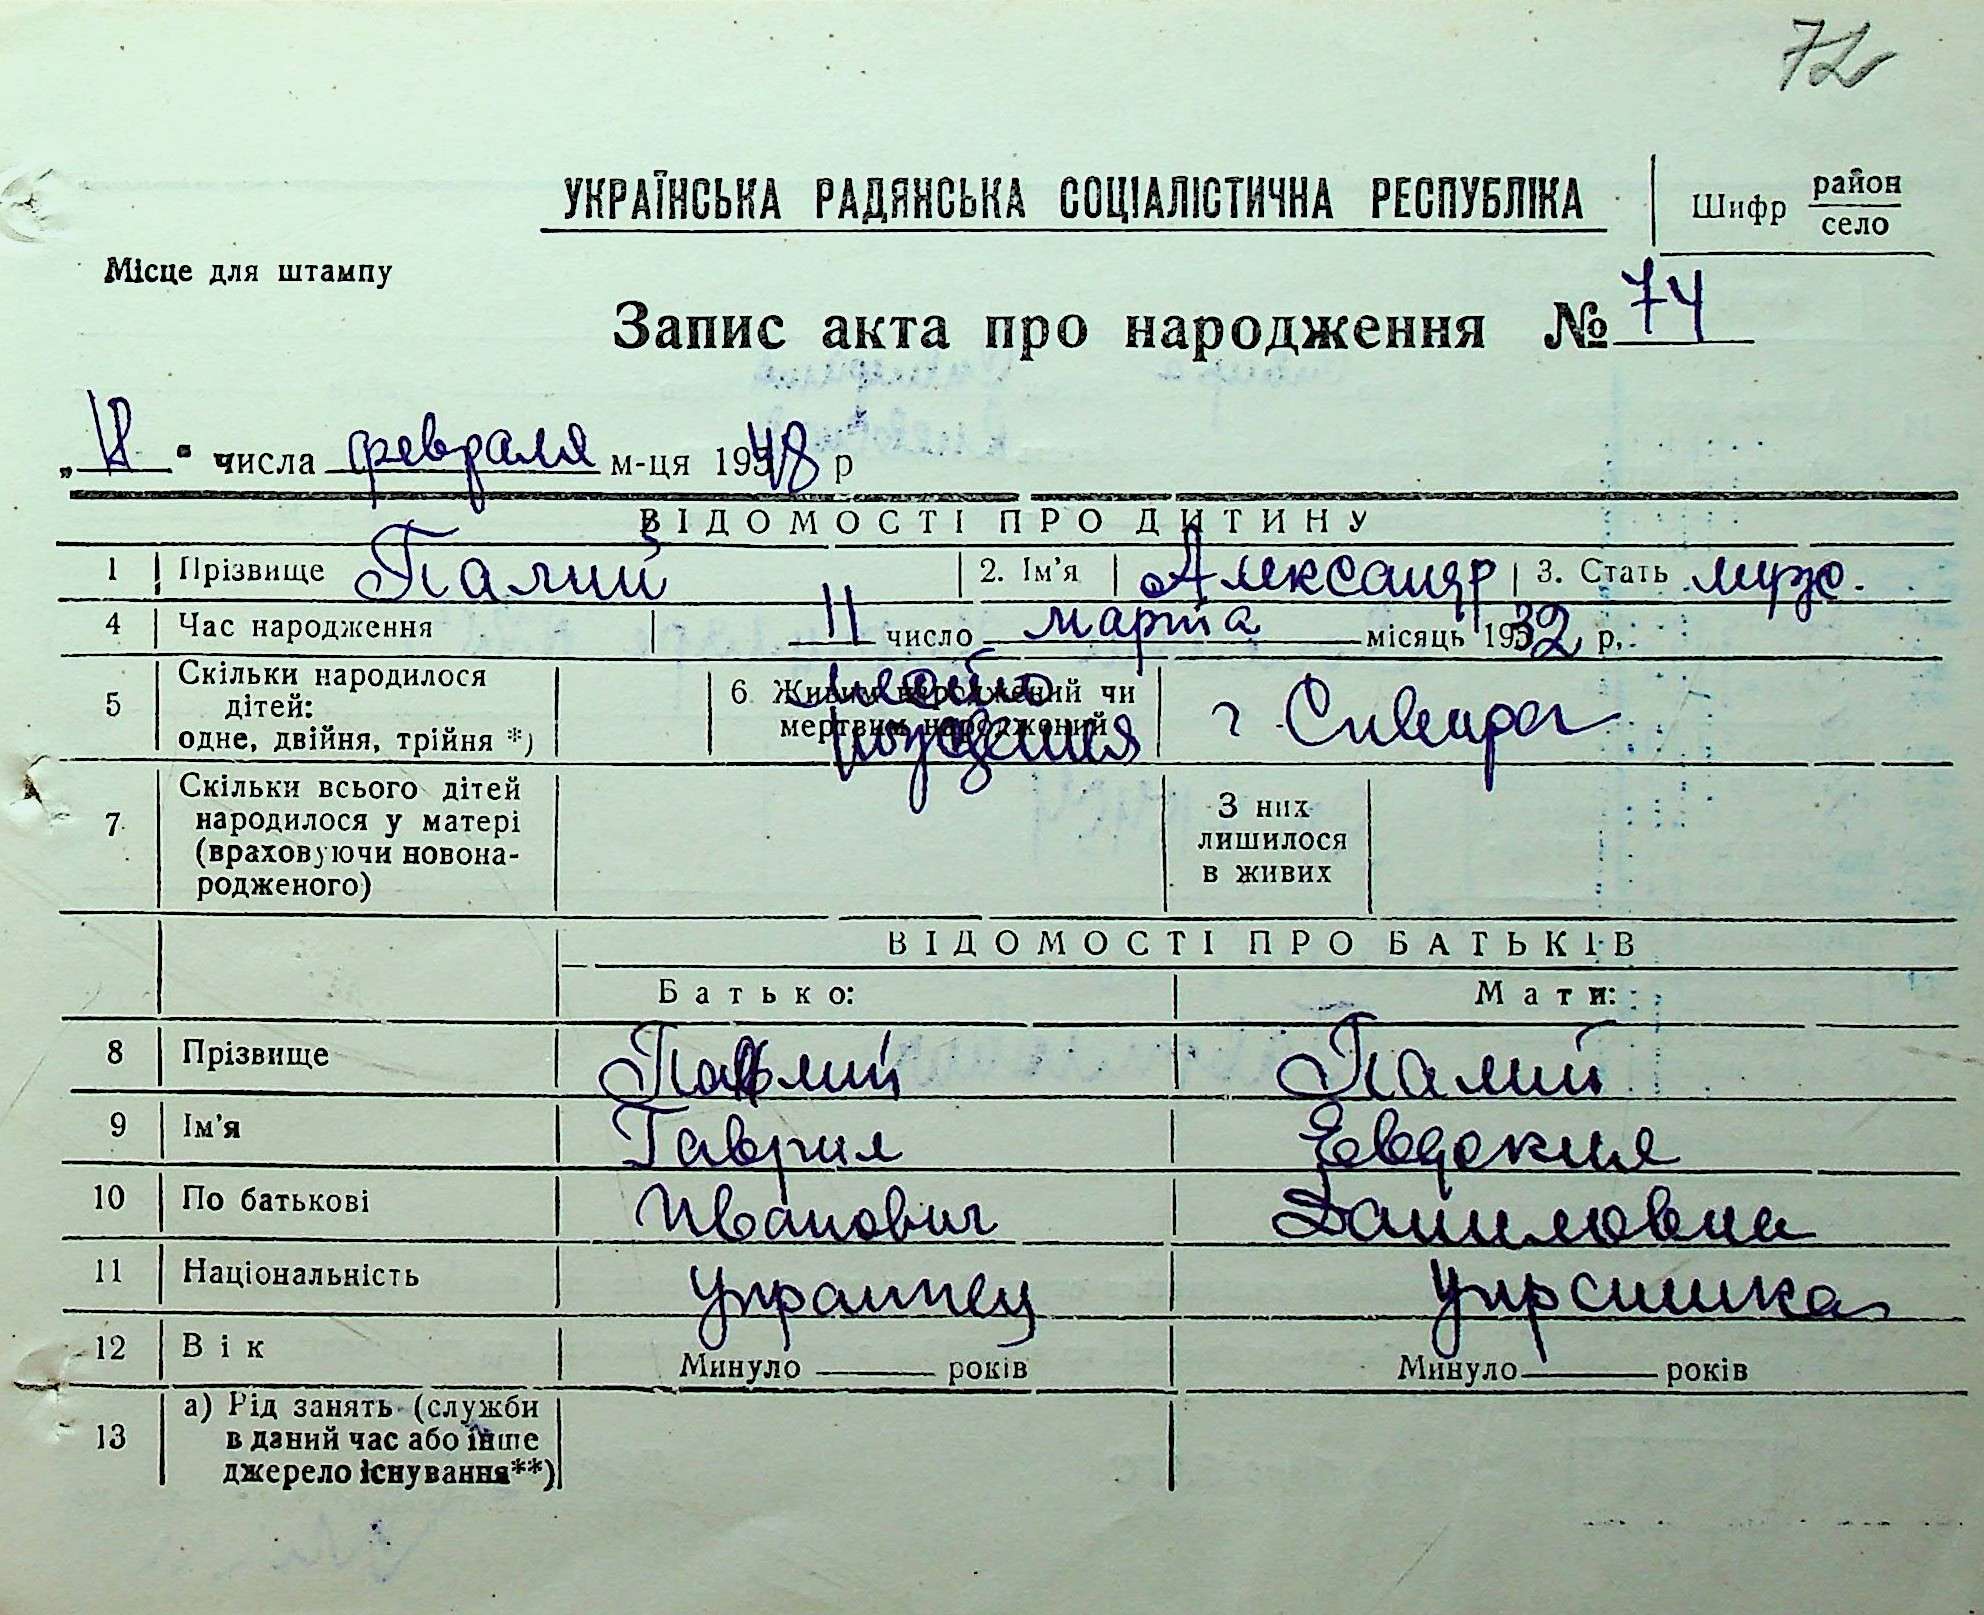 72
УКРАЇНСЬКА РАДЯНСЬКА СОЦІАЛІСТИЧНА РЕСПУБЛІКА
Шифр район
село
Місце для штампу
Запис акта про народження № 74
„18" числа февраля м-ця 1948 р
ВІДОМОСТІ ПРО ДИТИНУ
1 Прізвище Палий 2. Ім'я Александр 3. Стать муж.
4 Час народження 11 число марта місяць 1932 р.
5 Скільки народилося дітей: одне, двійня, трійня *)
6. Живим народжений чи мертвим народжений
место рождения
г. Сквира
7. Скільки всього дітей народилося у матері (враховуючи новонародженого)
З них лишилося в живих
ВІДОМОСТІ ПРО БАТЬКІВ
Батько: Мати:
8 Прізвище Палий Палий
9 Ім'я Гаврил Евдокия
10 По батькові Иванович Даниловна
11 Національність украинец украинка
12 Вік Минуло років Минуло років
13 а) Рід занять (служби
в даний час або інше
джерело існування**)